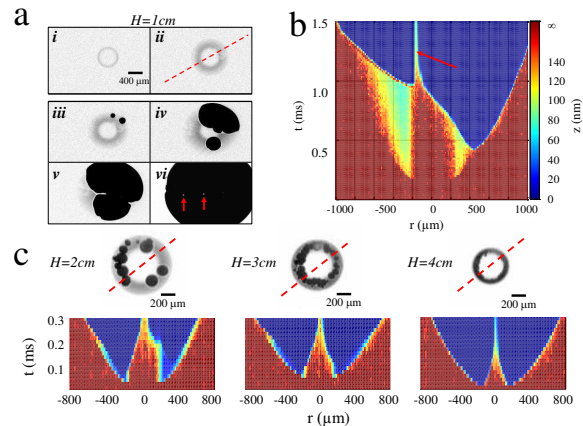 a
H=1cm
i
ii
400 µm
iii
iv
v
vi
b
1.5
1.0
0.5
t (ms)
-1000
-500
0
500
1000
r (µm)
∞
140
120
100
80
60
40
20
0
z (nm)
c
H=2cm
200 µm
H=3cm
200 µm
H=4cm
200 µm
0.3
0.2
0.1
t (ms)
-800 -400 0 400 800
-800 -400 0 400 800
-800 -400 0 400 800
r (µm)